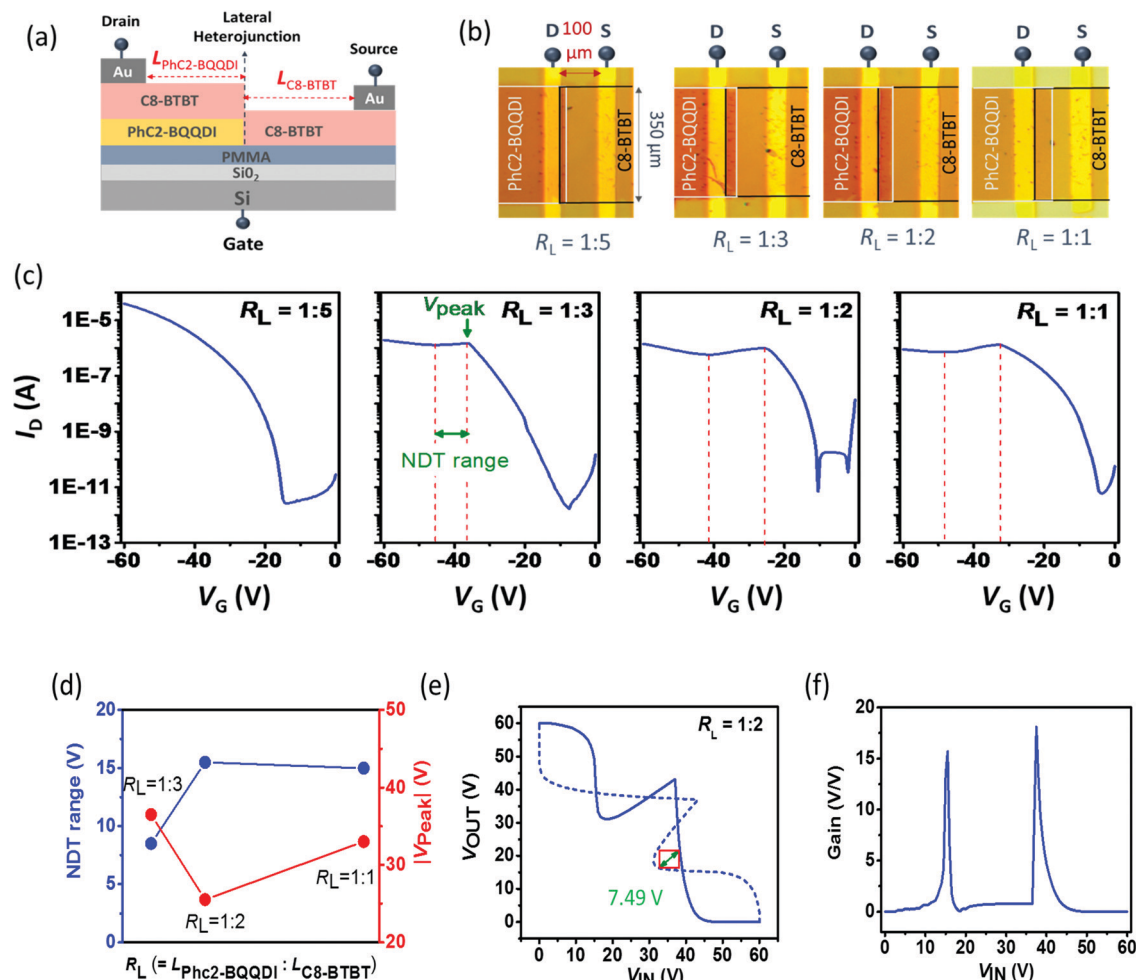 (a)
Drain
Lateral
Heterojunction
Source
LPhC2-BQQDI
LC8-BTBT
Au
Au
C8-BTBT
PhC2-BQQDI
C8-BTBT
PMMA
SiO2
Si
Gate
(b)
D
100
µm
S
D
S
D
S
D
S
PhC2-BQQDI
350 µm
C8-BTBT
PhC2-BQQDI
C8-BTBT
PhC2-BQQDI
C8-BTBT
PhC2-BQQDI
C8-BTBT
RL = 1:5
RL = 1:3
RL = 1:2
RL = 1:1
(c)
ID (A)
1E-5
1E-7
1E-9
1E-11
1E-13
RL = 1:5
-60
-40
-20
0
VG (V)
Vpeak
RL = 1:3
NDT range
-60
-40
-20
0
VG (V)
RL = 1:2
-60
-40
-20
0
VG (V)
RL = 1:1
-60
-40
-20
0
VG (V)
(d)
NDT range (V)
20
15
10
5
0
RL=1:3
RL=1:2
RL=1:1
50
40
30
20
|VPeak| (V)
RL (= LPhc2-BQQDI : LC8-BTBT)
(e)
VOUT (V)
60
50
40
30
20
10
0
RL = 1:2
7.49 V
0
10
20
30
40
50
60
VIN (V)
(f)
Gain (V/V)
20
15
10
5
0
0
10
20
30
40
50
60
VIN (V)